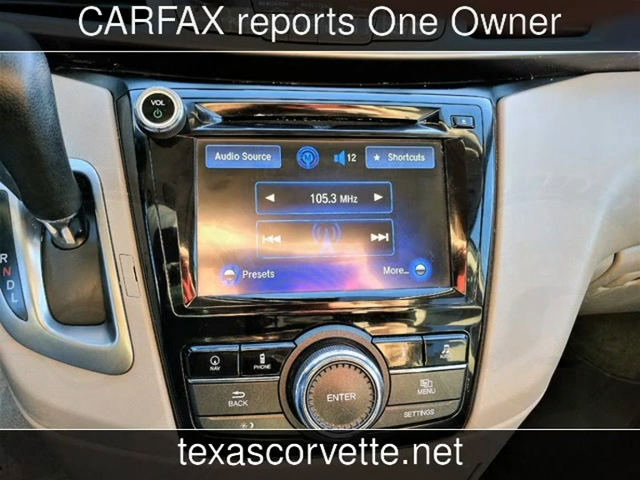 CARFAX reports One Owner
VOL
Audio Source
12
★ Shortcuts
105.3 MHz
Presets
More...
R
N
D
L
NAV
PHONE
BACK
ENTER
MENU
SETTINGS
texascorvette.net